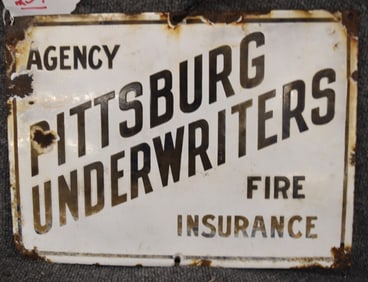 AGENCY
PITTSBURG
UNDERWRITERS
FIRE
INSURANCE